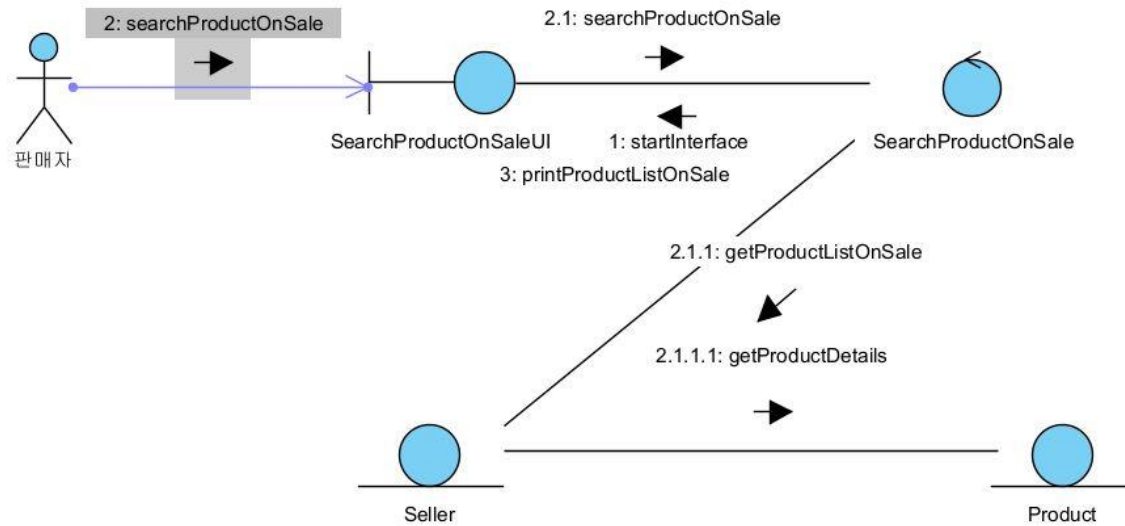 2: searchProductOnSale
2.1: searchProductOnSale
판매자
SearchProductOnSaleUI
1: startInterface
SearchProductOnSale
3: printProductListOnSale
2.1.1: getProductListOnSale
2.1.1.1: getProductDetails
Seller
Product